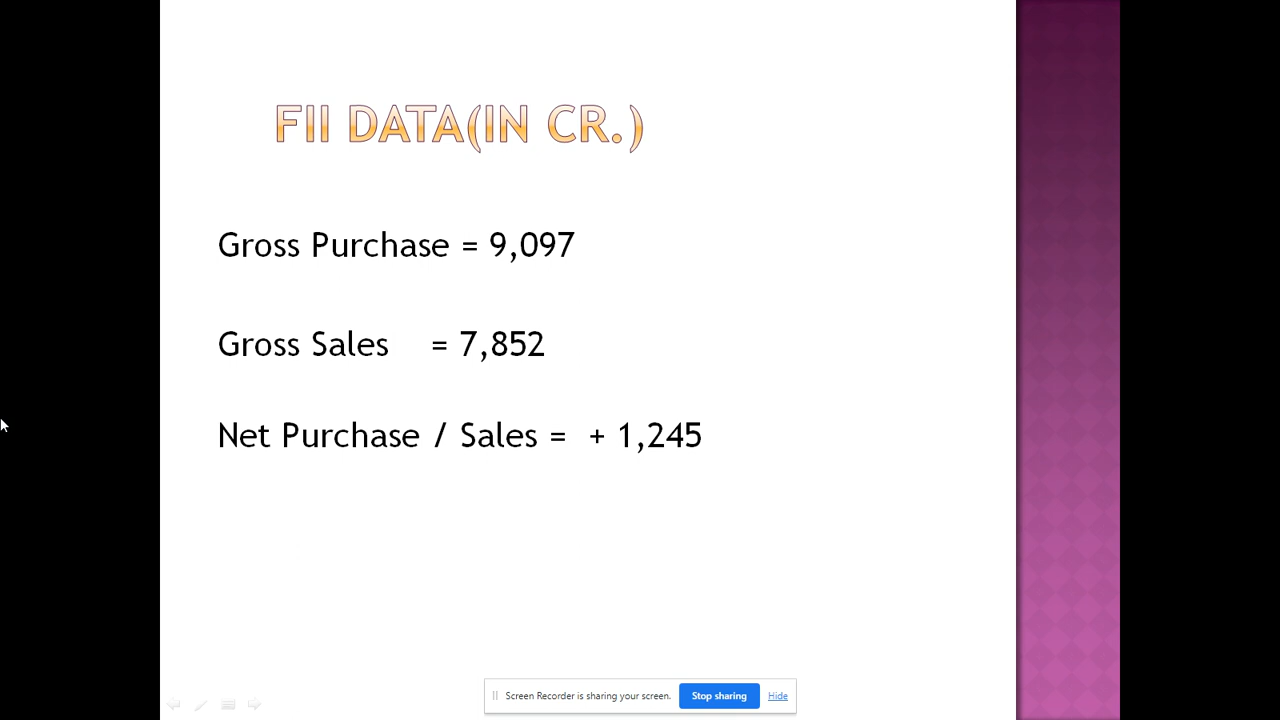 FII DATA(IN CR.)
Gross Purchase = 9,097
Gross Sales = 7,852
Net Purchase / Sales = + 1,245
Screen Recorder is sharing your screen. Stop sharing Hide